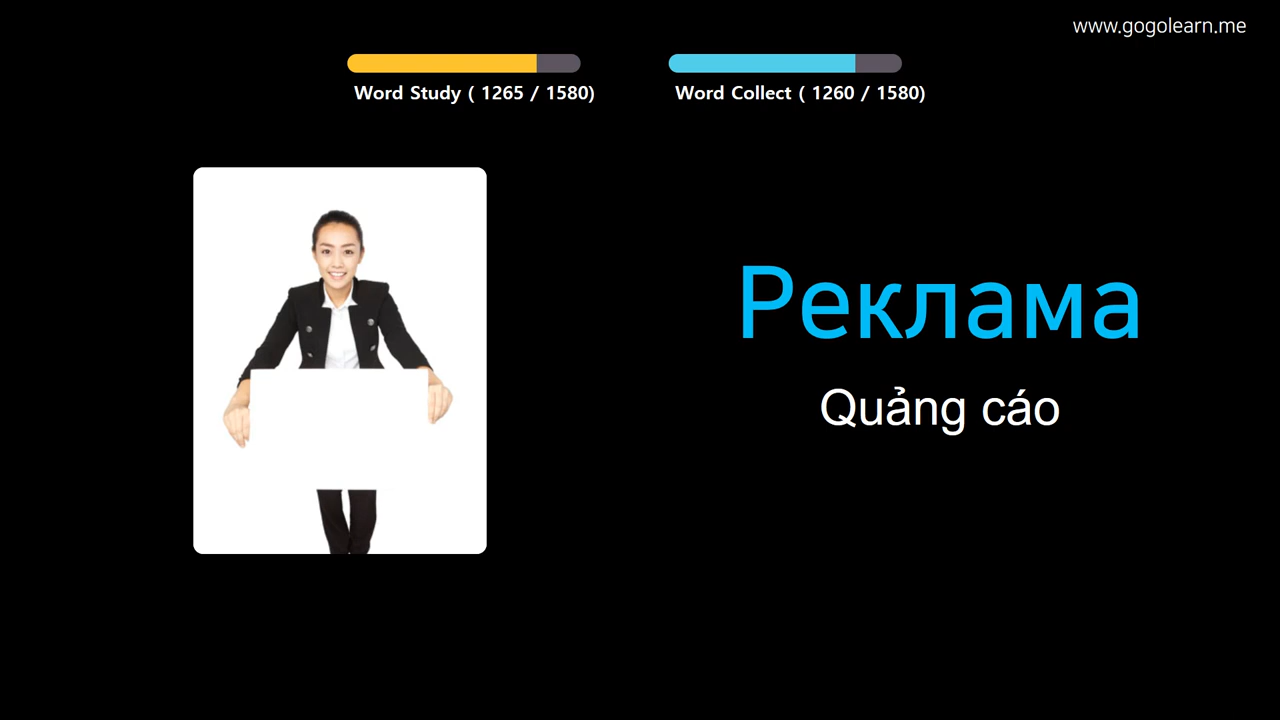 www.gogolearn.me
Word Study ( 1265 / 1580)
Word Collect ( 1260 / 1580)
Реклама
Quảng cáo